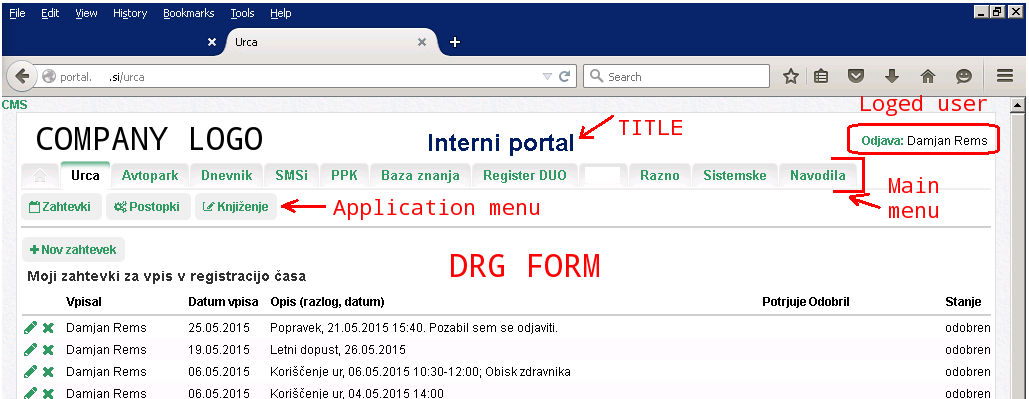 File Edit View History Bookmarks Tools Help
Urca
portal. .si/urca
Search
CMS
Loged user
COMPANY LOGO
Interni portal
TITLE
Odjava: Damjan Rems
Urca Avtopark Dnevnik SMSi PPK Baza znanja Register DUO Razno Sistemske Navodila
Main
menu
Zahtevki Postopki Knjiženje
Application menu
Nov zahtevek
DRG FORM
Moji zahtevki za vpis v registracijo časa
Vpisal Datum vpisa Opis (razlog, datum) Potrjuje Odobril Stanje
Damjan Rems 25.05.2015 Popravek, 21.05.2015 15:40. Pozabil sem se odjaviti. odobren
Damjan Rems 19.05.2015 Letni dopust, 26.05.2015 odobren
Damjan Rems 06.05.2015 Koriščenje ur, 06.05.2015 10:30-12:00; Obisk zdravnika odobren
Damjan Rems 06.05.2015 Koriščenje ur, 04.05.2015 14:00 odobren